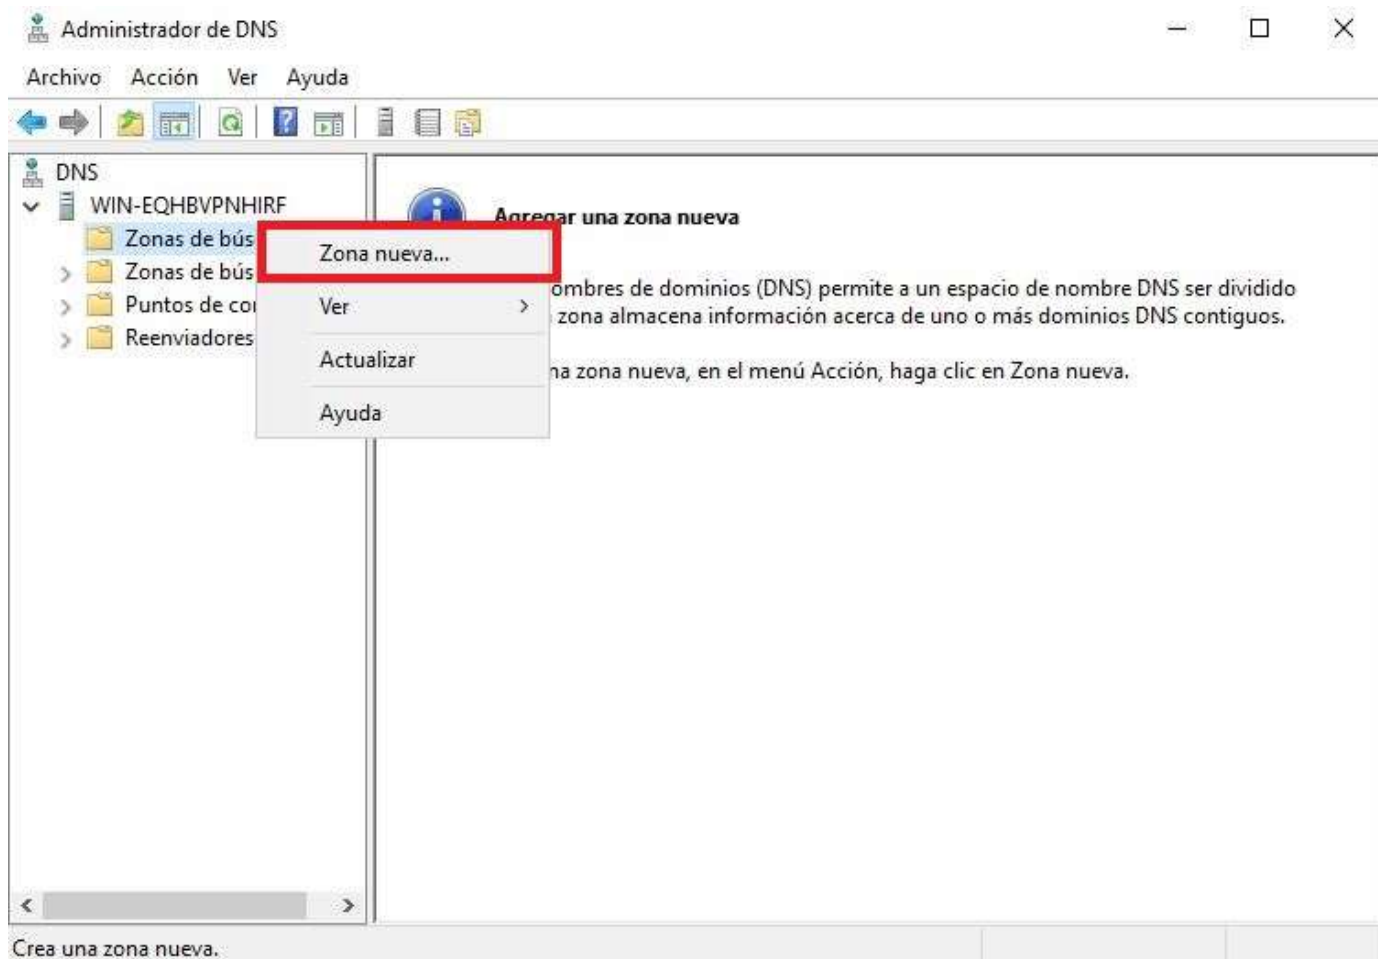 Administrador de DNS
Archivo Acción Ver Ayuda
DNS
WIN-EQHBVPNHIRF
Zonas de bús
Zonas de bús
Puntos de co
Reenviadores
Zona nueva...
Ver
Actualizar
Ayuda
Agregar una zona nueva
ombres de dominios (DNS) permite a un espacio de nombre DNS ser dividido
zona almacena información acerca de uno o más dominios DNS contiguos.
na zona nueva, en el menú Acción, haga clic en Zona nueva.
Crea una zona nueva.